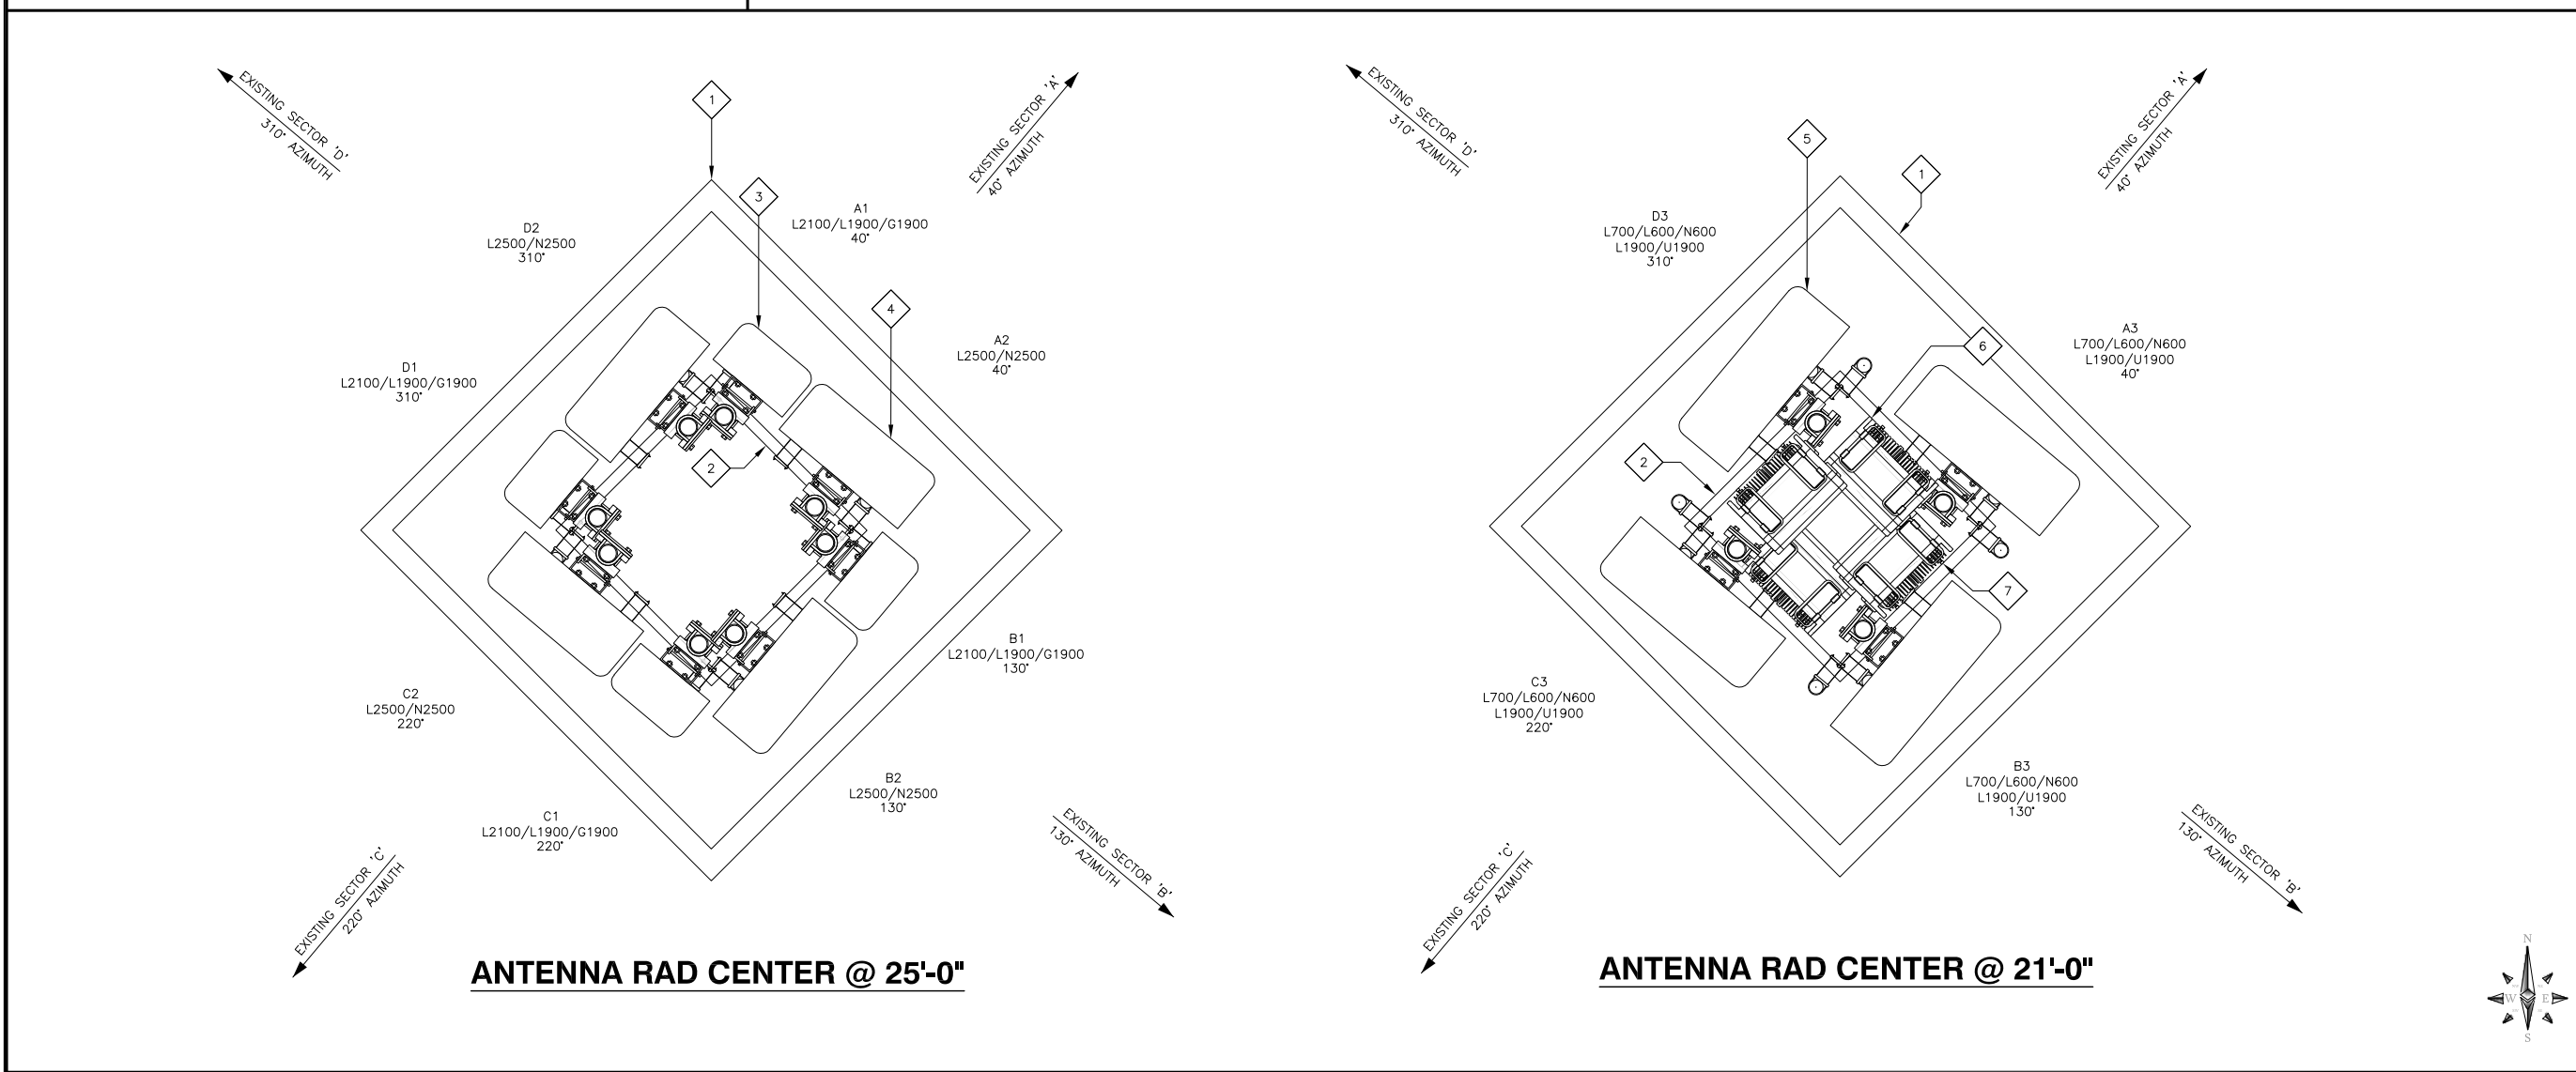 EXISTING SECTOR 'D'
310° AZIMUTH
1
EXISTING SECTOR 'A'
40° AZIMUTH
3
A1
L2100/L1900/G1900
40°
D2
L2500/N2500
310°
4
A2
L2500/N2500
40°
D1
L2100/L1900/G1900
310°
2
B1
L2100/L1900/G1900
130°
C2
L2500/N2500
220°
B2
L2500/N2500
130°
C1
L2100/L1900/G1900
220°
EXISTING SECTOR 'B'
130° AZIMUTH
EXISTING SECTOR 'C'
220° AZIMUTH
ANTENNA RAD CENTER @ 25'-0"
EXISTING SECTOR 'D'
310° AZIMUTH
5
1
EXISTING SECTOR 'A'
40° AZIMUTH
D3
L700/L600/N600
L1900/U1900
310°
6
A3
L700/L600/N600
L1900/U1900
40°
2
7
C3
L700/L600/N600
L1900/U1900
220°
B3
L700/L600/N600
L1900/U1900
130°
EXISTING SECTOR 'B'
130° AZIMUTH
EXISTING SECTOR 'C'
220° AZIMUTH
ANTENNA RAD CENTER @ 21'-0"
N
W E
S